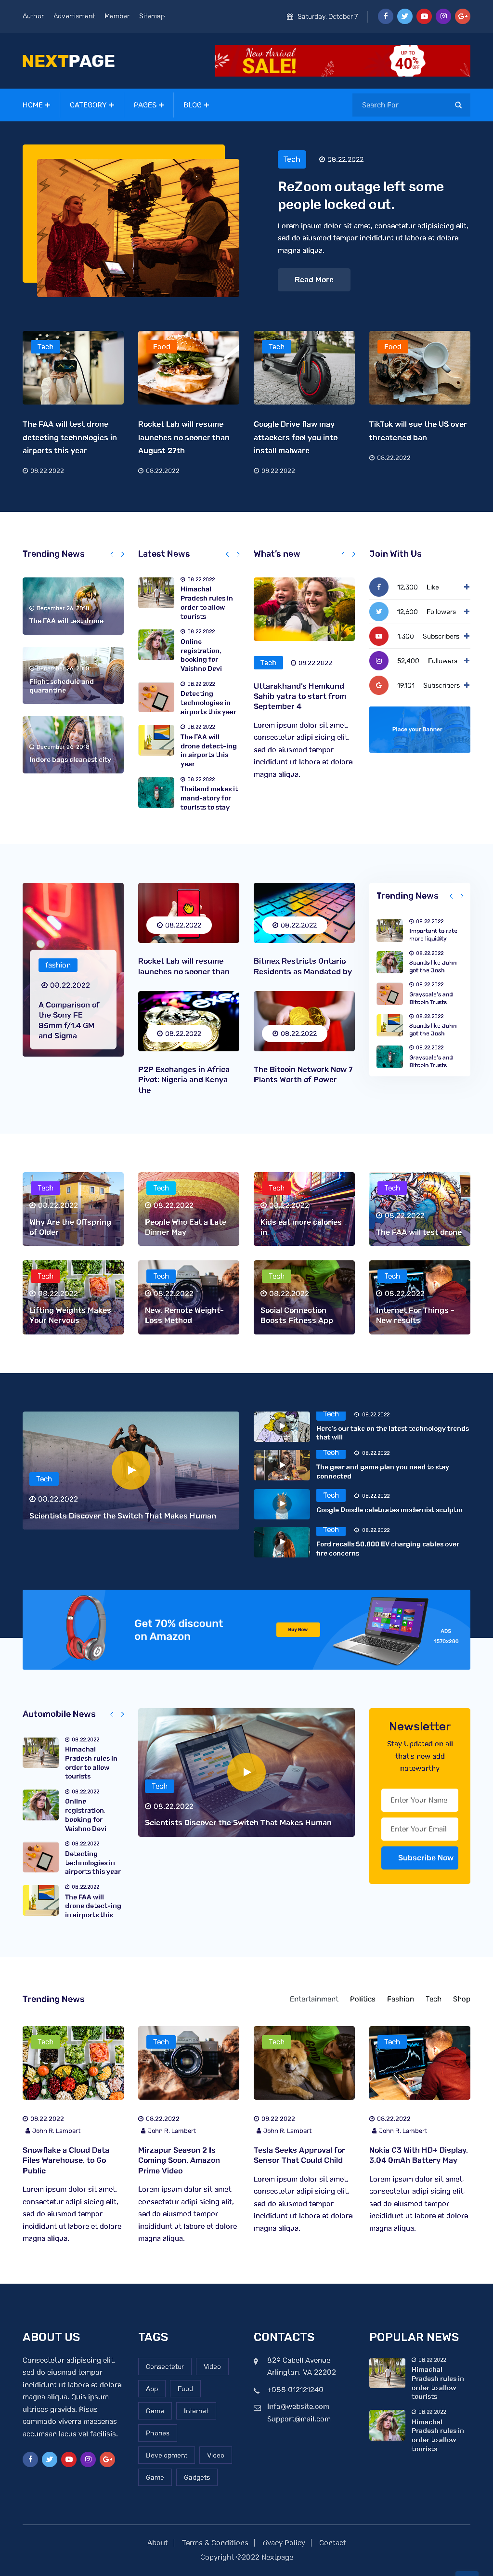 Author Advertisment Member Sitemap
Saturday, October 7
NEXTPAGE
New Arrival
SALE!
UP TO
40%
OFF
HOME + CATEGORY + PAGES + BLOG +
Search For
Tech 08.22.2022
ReZoom outage left some
people locked out.
Lorem ipsum dolor sit amet, consectetur adipisicing elit,
sed do eiusmod tempor incididunt ut labore et dolore
magna aliqua.
Read More
Tech
The FAA will test drone
detecting technologies in
airports this year
08.22.2022
Food
Rocket Lab will resume
launches no sooner than
August 27th
08.22.2022
Tech
Google Drive flaw may
attackers fool you into
install malware
08.22.2022
Food
TikTok will sue the US over
threatened ban
08.22.2022
Trending News
December 26, 2018
The FAA will test drone
December 26, 2018
Flight schedule and
quarantine
December 26, 2018
Indore bags cleanest city
Latest News
08.22.2022
Himachal
Pradesh rules in
order to allow
tourists
08.22.2022
Online
registration,
booking for
Vaishno Devi
08.22.2022
Detecting
technologies in
airports this year
08.22.2022
The FAA will
drone detect-ing
in airports this
year
08.22.2022
Thailand makes it
mand-atory for
tourists to stay
What's new
Tech 08.22.2022
Uttarakhand's Hemkund
Sahib yatra to start from
September 4
Lorem ipsum dolor sit amet,
consectetur adipi sicing elit,
sed do eiusmod tempor
incididunt ut labore et dolore
magna aliqua.
Join With Us
12,300 Like +
12,600 Followers +
1,300 Subscribers +
52,400 Followers +
19,101 Subscribers +
Place your Banner
fashion
08.22.2022
A Comparison of
the Sony FE
85mm f/1.4 GM
and Sigma
08.22.2022
Rocket Lab will resume
launches no sooner than
08.22.2022
P2P Exchanges in Africa
Pivot: Nigeria and Kenya
the
08.22.2022
Bitmex Restricts Ontario
Residents as Mandated by
08.22.2022
The Bitcoin Network Now 7
Plants Worth of Power
Trending News
08.22.2022
Important to rate
more liquidity
08.22.2022
Sounds like John
got the Josh
08.22.2022
Grayscale's and
Bitcoin Trusts
08.22.2022
Sounds like John
got the Josh
08.22.2022
Grayscale's and
Bitcoin Trusts
Tech
08.22.2022
Why Are the Offspring
of Older
Tech
08.22.2022
People Who Eat a Late
Dinner May
Tech
08.22.2022
Kids eat more calories
in
Tech
08.22.2022
The FAA will test drone
Tech
08.22.2022
Lifting Weights Makes
Your Nervous
Tech
08.22.2022
New, Remote Weight-
Loss Method
Tech
08.22.2022
Social Connection
Boosts Fitness App
Tech
08.22.2022
Internet For Things -
New results
Tech
08.22.2022
Scientists Discover the Switch That Makes Human
Tech 08.22.2022
Here's our take on the latest technology trends
that will
Tech 08.22.2022
The gear and game plan you need to stay
connected
Tech 08.22.2022
Google Doodle celebrates modernist sculptor
Tech 08.22.2022
Ford recalls 50,000 EV charging cables over
fire concerns
Get 70% discount
on Amazon
Buy Now
ADS
1570x280
Automobile News
08.22.2022
Himachal
Pradesh rules in
order to allow
tourists
08.22.2022
Online
registration,
booking for
Vaishno Devi
08.22.2022
Detecting
technologies in
airports this year
08.22.2022
The FAA will
drone detect-ing
in airports this
Tech
08.22.2022
Scientists Discover the Switch That Makes Human
Newsletter
Stay Updated on all
that's new add
noteworthy
Enter Your Name
Enter Your Email
Subscribe Now
Trending News
Entertainment Politics Fashion Tech Shop
Tech
08.22.2022
John R. Lambert
Snowflake a Cloud Data
Files Warehouse, to Go
Public
Lorem ipsum dolor sit amet,
consectetur adipi sicing elit,
sed do eiusmod tempor
incididunt ut labore et dolore
magna aliqua.
Tech
08.22.2022
John R. Lambert
Mirzapur Season 2 Is
Coming Soon, Amazon
Prime Video
Lorem ipsum dolor sit amet,
consectetur adipi sicing elit,
sed do eiusmod tempor
incididunt ut labore et dolore
magna aliqua.
Tech
08.22.2022
John R. Lambert
Tesla Seeks Approval for
Sensor That Could Child
Lorem ipsum dolor sit amet,
consectetur adipi sicing elit,
sed do eiusmod tempor
incididunt ut labore et dolore
magna aliqua.
Tech
08.22.2022
John R. Lambert
Nokia C3 With HD+ Display,
3,04 0mAh Battery May
Lorem ipsum dolor sit amet,
consectetur adipi sicing elit,
sed do eiusmod tempor
incididunt ut labore et dolore
magna aliqua.
ABOUT US
Consectetur adipisicing elit,
sed do eiusmod tempor
incididunt ut labore et dolore
magna aliqua. Quis ipsum
ultrices gravida. Risus
commodo viverra maecenas
accumsan lacus vel facilisis.
TAGS
Consectetur Video
App Food
Game Internet
Phones
Development Video
Game Gadgets
CONTACTS
829 Cabell Avenue
Arlington, VA 22202
+088 012121240
Info@website.com
Support@mail.com
POPULAR NEWS
08.22.2022
Himachal
Pradesh rules in
order to allow
tourists
08.22.2022
Himachal
Pradesh rules in
order to allow
tourists
About | Terms & Conditions | rivacy Policy | Contact
Copyright ©2022 Nextpage